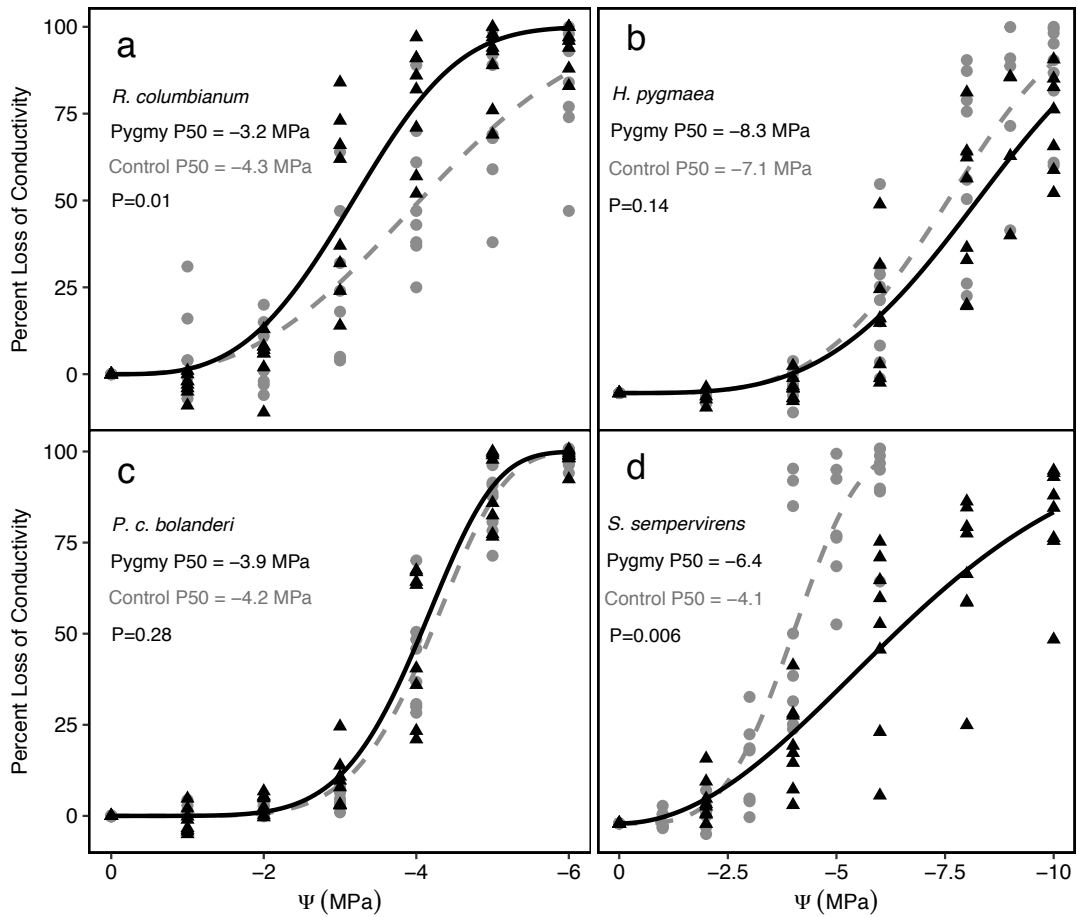 a
R. columbianum
Pygmy P50 = −3.2 MPa
Control P50 = −4.3 MPa
P=0.01
Percent Loss of Conductivity
100
75
50
25
0
b
H. pygmaea
Pygmy P50 = −8.3 MPa
Control P50 = −7.1 MPa
P=0.14
c
P. c. bolanderi
Pygmy P50 = −3.9 MPa
Control P50 = −4.2 MPa
P=0.28
Percent Loss of Conductivity
100
75
50
25
0
0 −2 −4 −6
Ψ (MPa)
d
S. sempervirens
Pygmy P50 = −6.4
Control P50 = −4.1
P=0.006
0 −2.5 −5 −7.5 −10
Ψ (MPa)